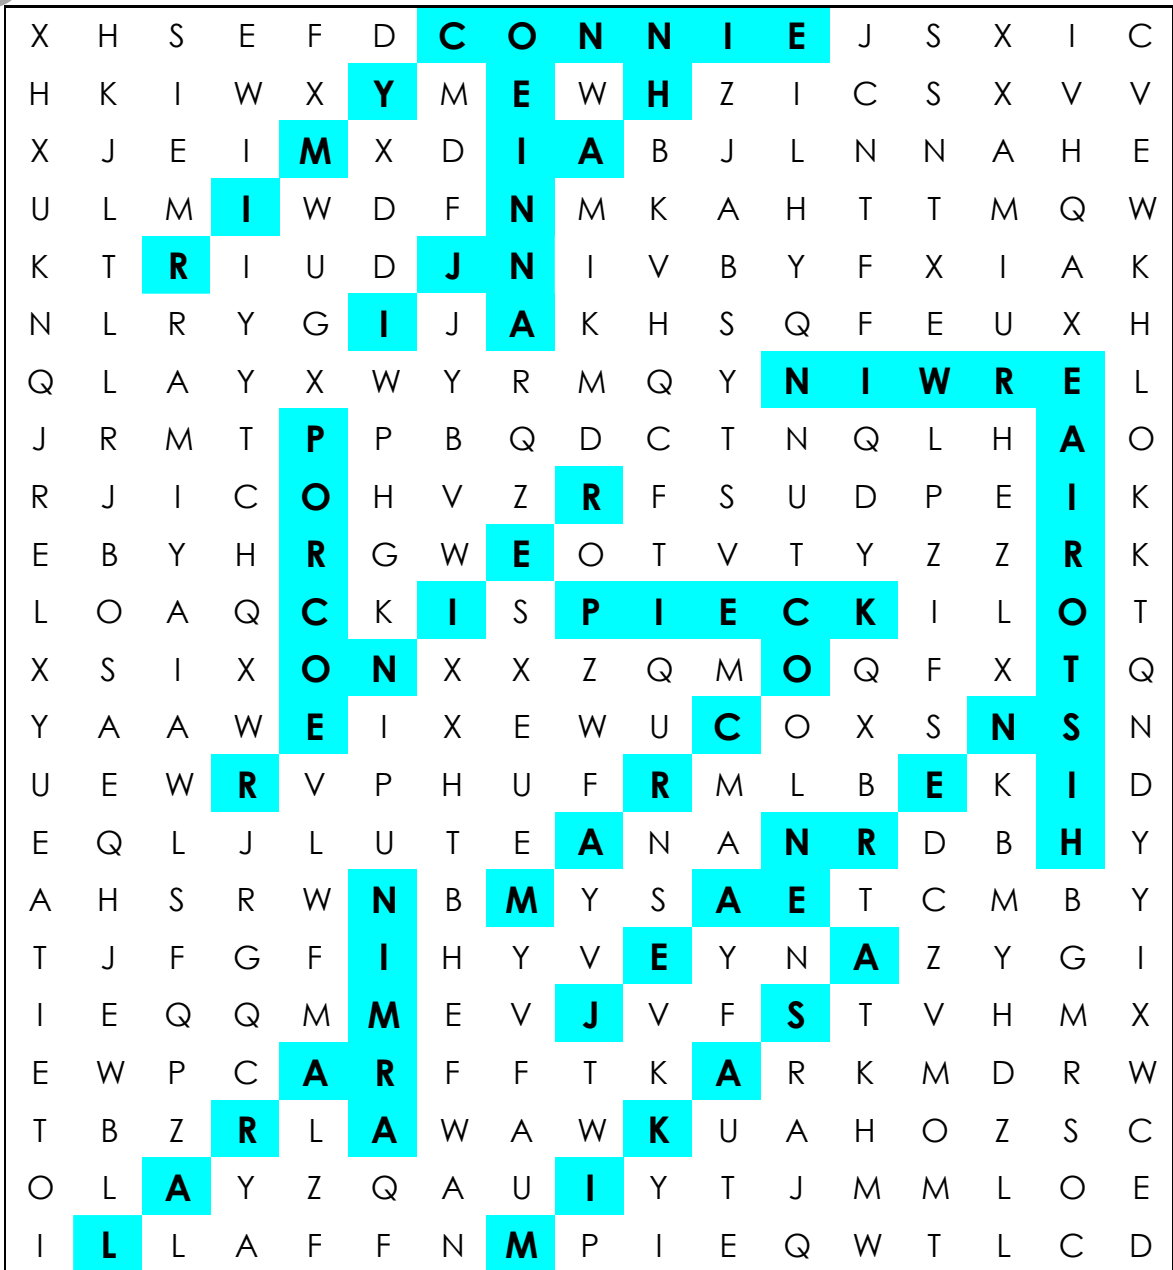 X H S E F D C O N N I E J S X I C
H K I W X Y M E W H Z I C S X V V
X J E I M X D I A B J L N N A H E
U L M I W D F N M K A H T T M Q W
K T R I U D J N I V B Y F X I A K
N L R Y G I J A K H S Q F E U X H
Q L A Y X W Y R M Q Y N I W R E L
J R M T P P B Q D C T N Q L H A O
R J I C O H V Z R F S U D P E I K
E B Y H R G W E O T V T Y Z Z R K
L O A Q C K I S P I E C K I L O T
X S I X O N X X Z Q M O Q F X T Q
Y A A W E I X E W U C O X S N S N
U E W R V P H U F R M L B E K I D
E Q L J L U T E A N A N R D B H Y
A H S R W N B M Y S A E T C M B Y
T J F G F I H Y V E Y N A Z Y G I
I E Q Q M M E V J V F S T V H M X
E W P C A R F F T K A R K M D R W
T B Z R L A W A W K U A H O Z S C
O L A Y Z Q A U I Y T J M M L O E
I L L A F F N M P I E Q W T L C D